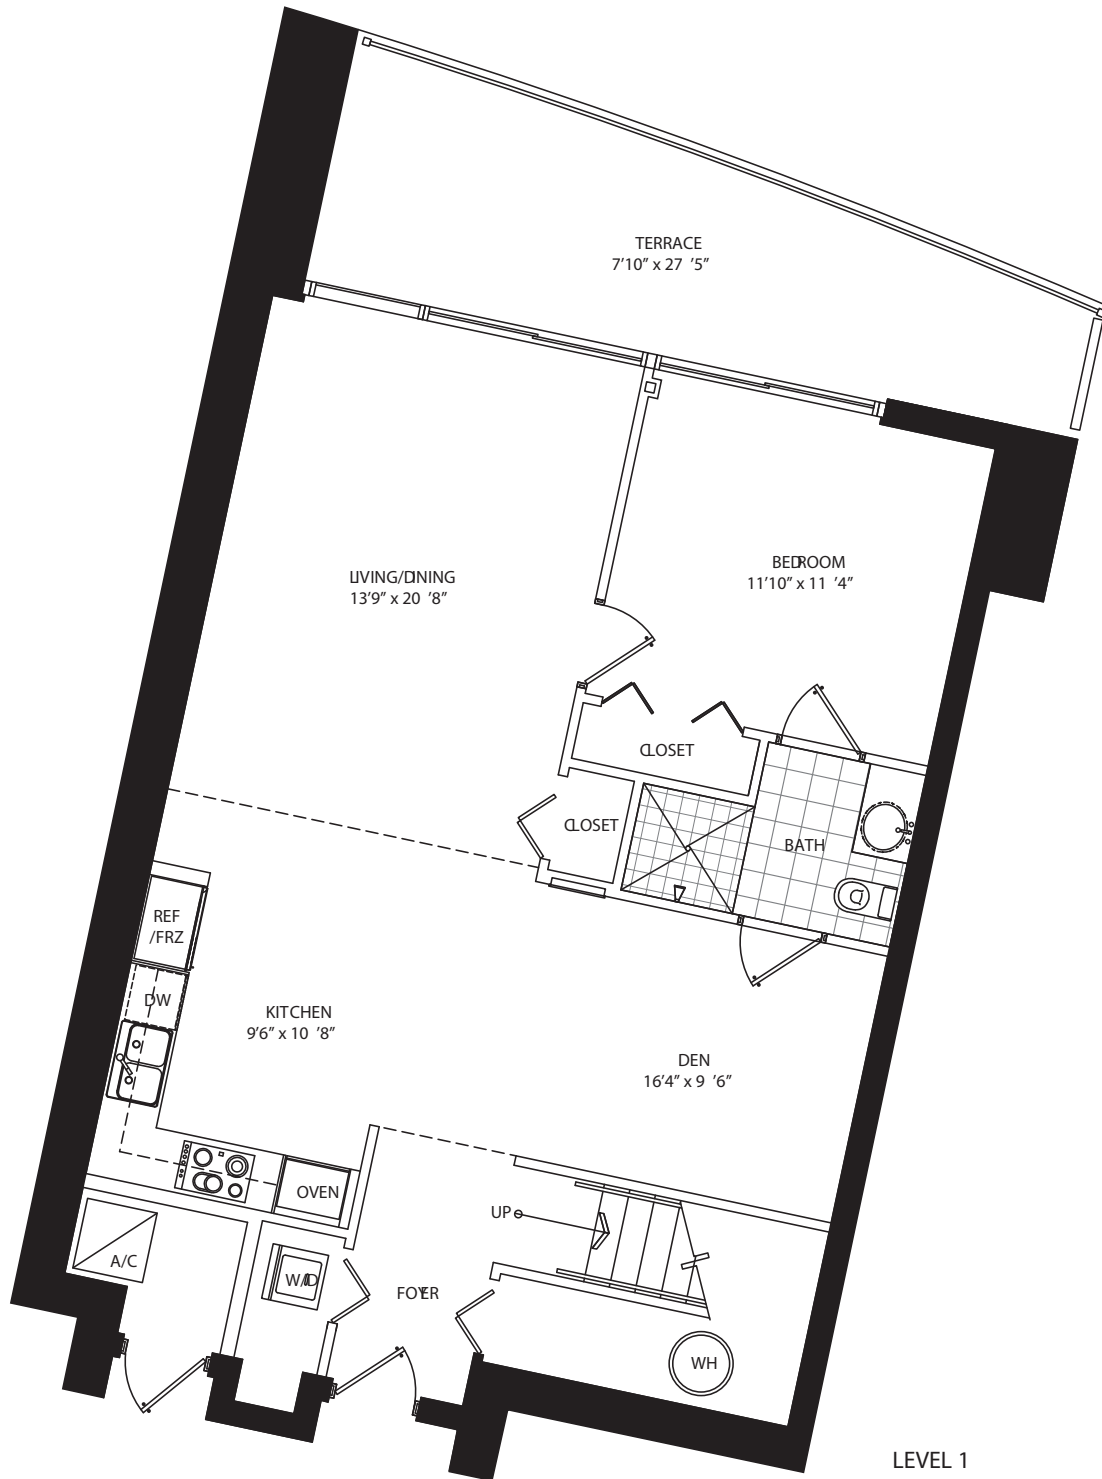 TERRACE
7'10" x 27 '5"
LIVING/DINING
13'9" x 20 '8"
BEDROOM
11'10" x 11 '4"
CLOSET
CLOSET
BATH
REF
/FRZ
DW
KITCHEN
9'6" x 10 '8"
DEN
16'4" x 9 '6"
OVEN
UP
A/C
W/D
FOYER
WH
LEVEL 1